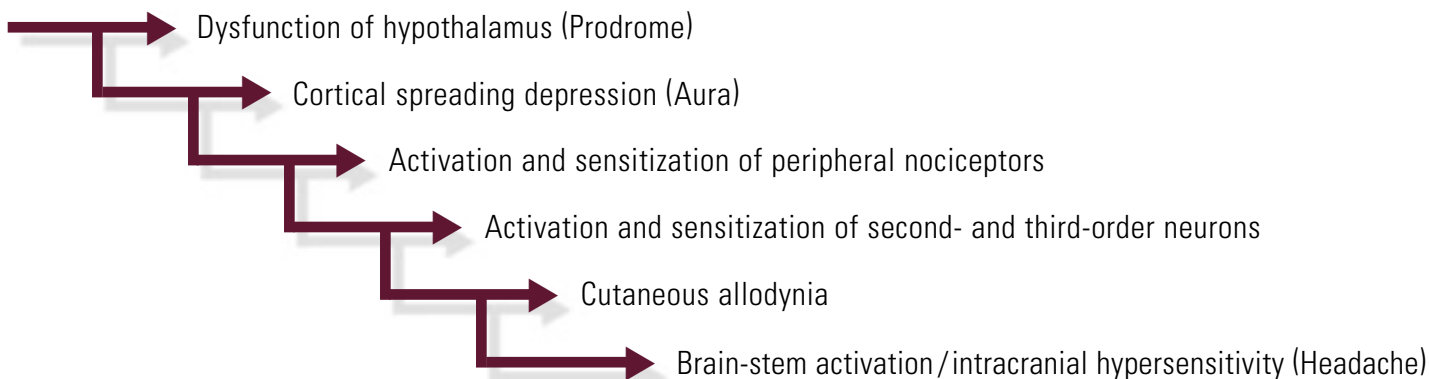 Dysfunction of hypothalamus (Prodrome)
Cortical spreading depression (Aura)
Activation and sensitization of peripheral nociceptors
Activation and sensitization of second- and third-order neurons
Cutaneous allodynia
Brain-stem activation/intracranial hypersensitivity (Headache)